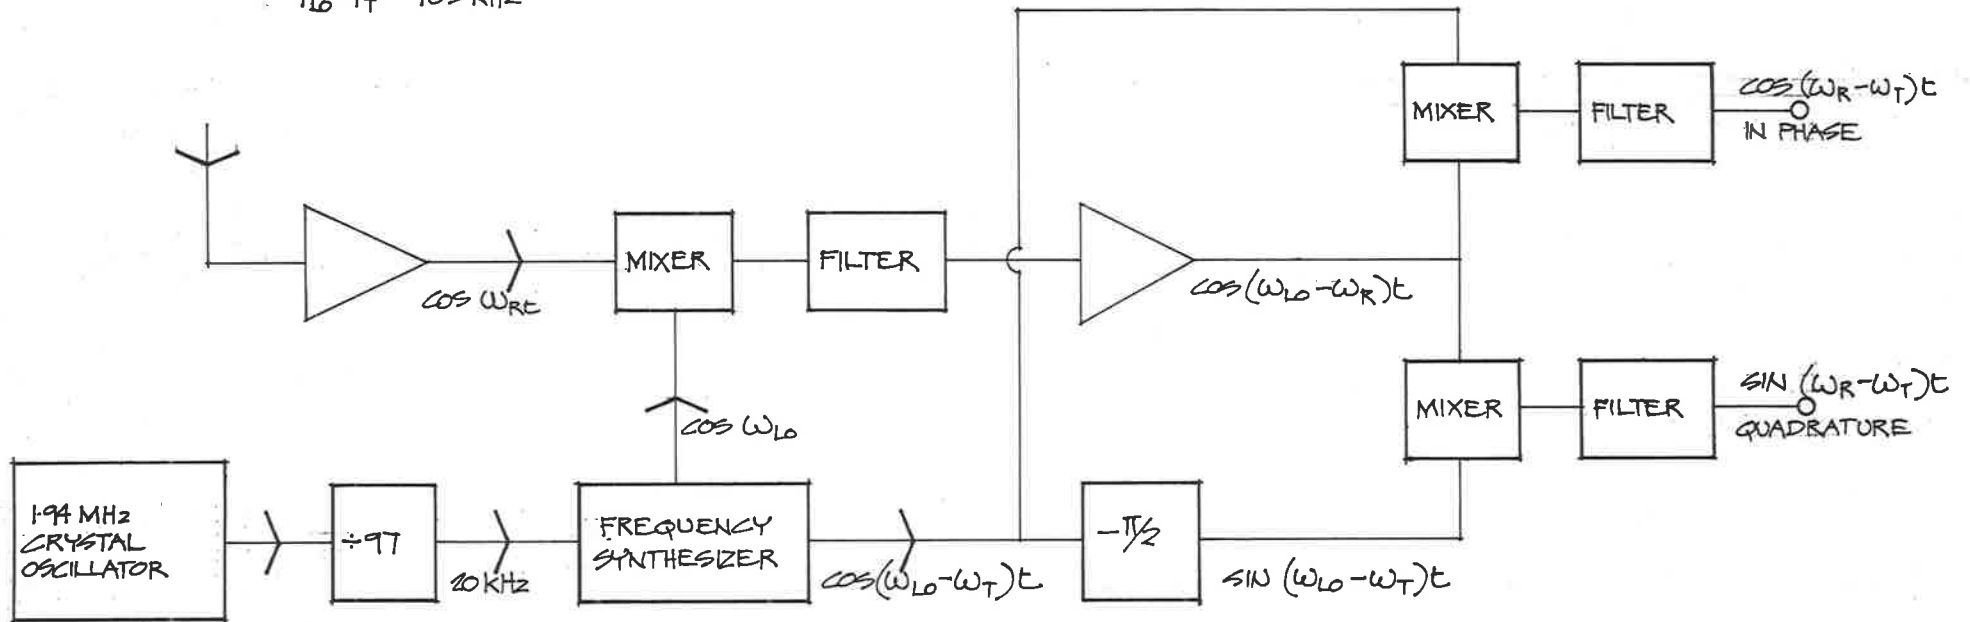 MIXER
FILTER
COS (ωR-ωT)t
IN PHASE
MIXER
FILTER
COS ωRt
COS (ωLO-ωR)t
COS ωLO
MIXER
FILTER
SIN (ωR-ωT)t
QUADRATURE
1.94 MHz
CRYSTAL
OSCILLATOR
÷97
20 kHz
FREQUENCY
SYNTHESIZER
COS(ωLO-ωT)t
-π/2
SIN (ωLO-ωT)t